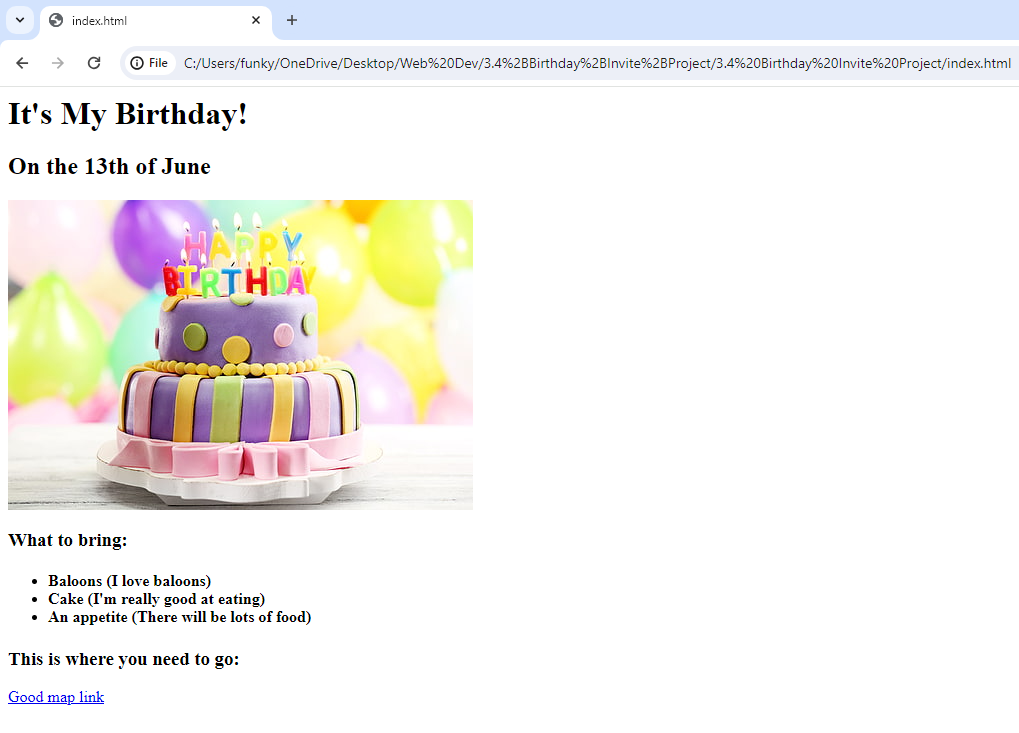 index.html
File
C:/Users/funky/OneDrive/Desktop/Web%20Dev/3.4%2BBirthday%2BInvite%2BProject/3.4%20Birthday%20Invite%20Project/index.html
It's My Birthday!
On the 13th of June
HAPPY
BIRTHDAY
What to bring:
Baloons (I love baloons)
Cake (I'm really good at eating)
An appetite (There will be lots of food)
This is where you need to go:
Good map link